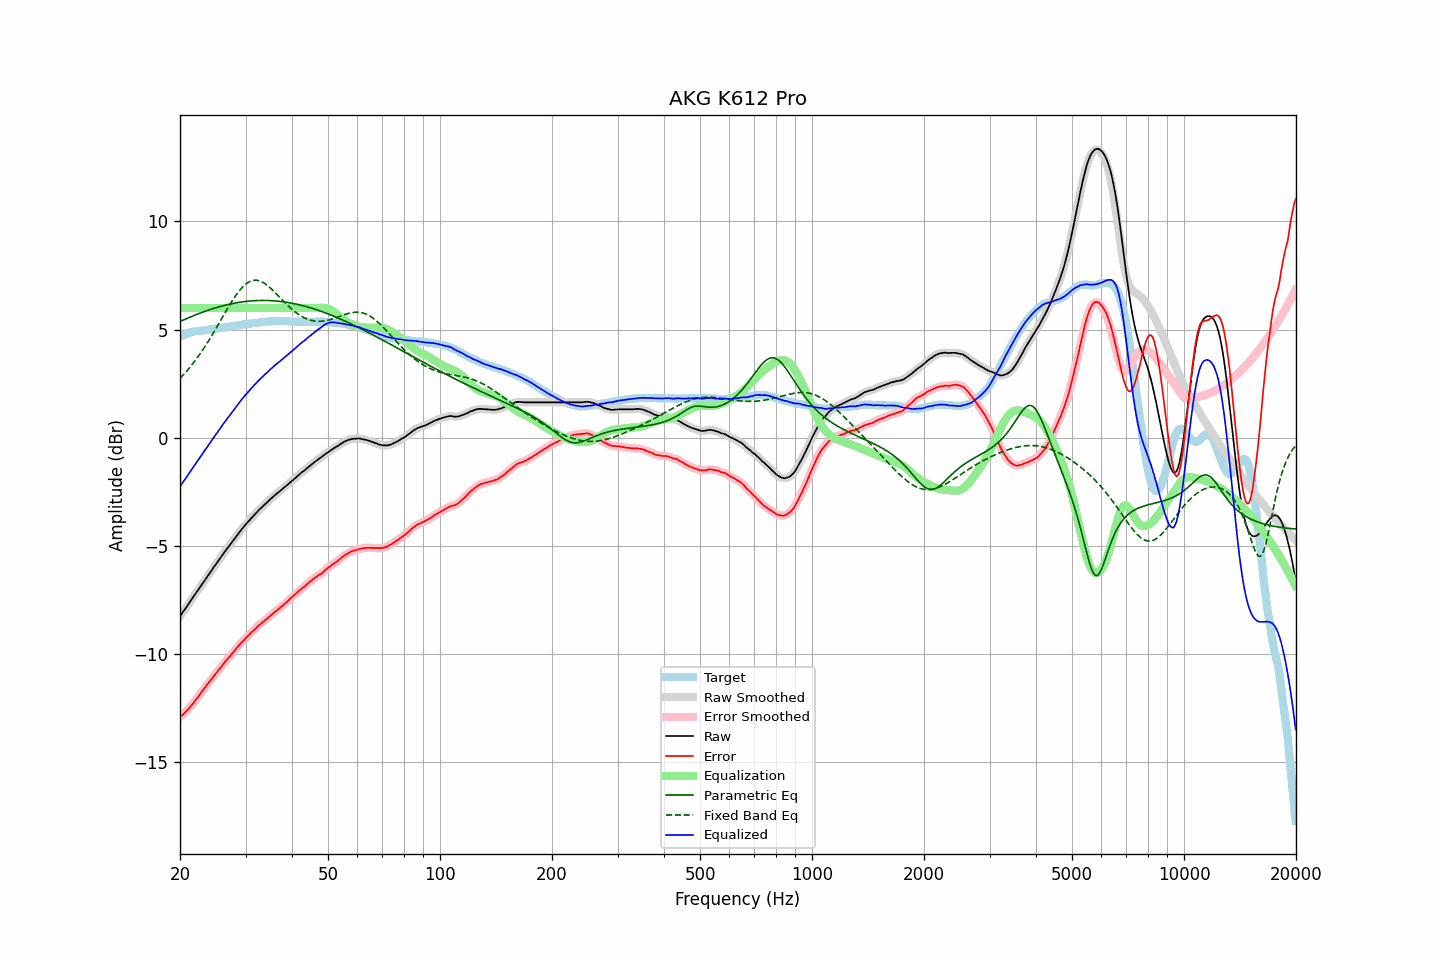 AKG K612 Pro
Amplitude (dBr)
10
5
0
−5
−10
−15
Target
Raw Smoothed
Error Smoothed
Raw
Error
Equalization
Parametric Eq
Fixed Band Eq
Equalized
20
50
100
200
500
1000
2000
5000
10000
20000
Frequency (Hz)